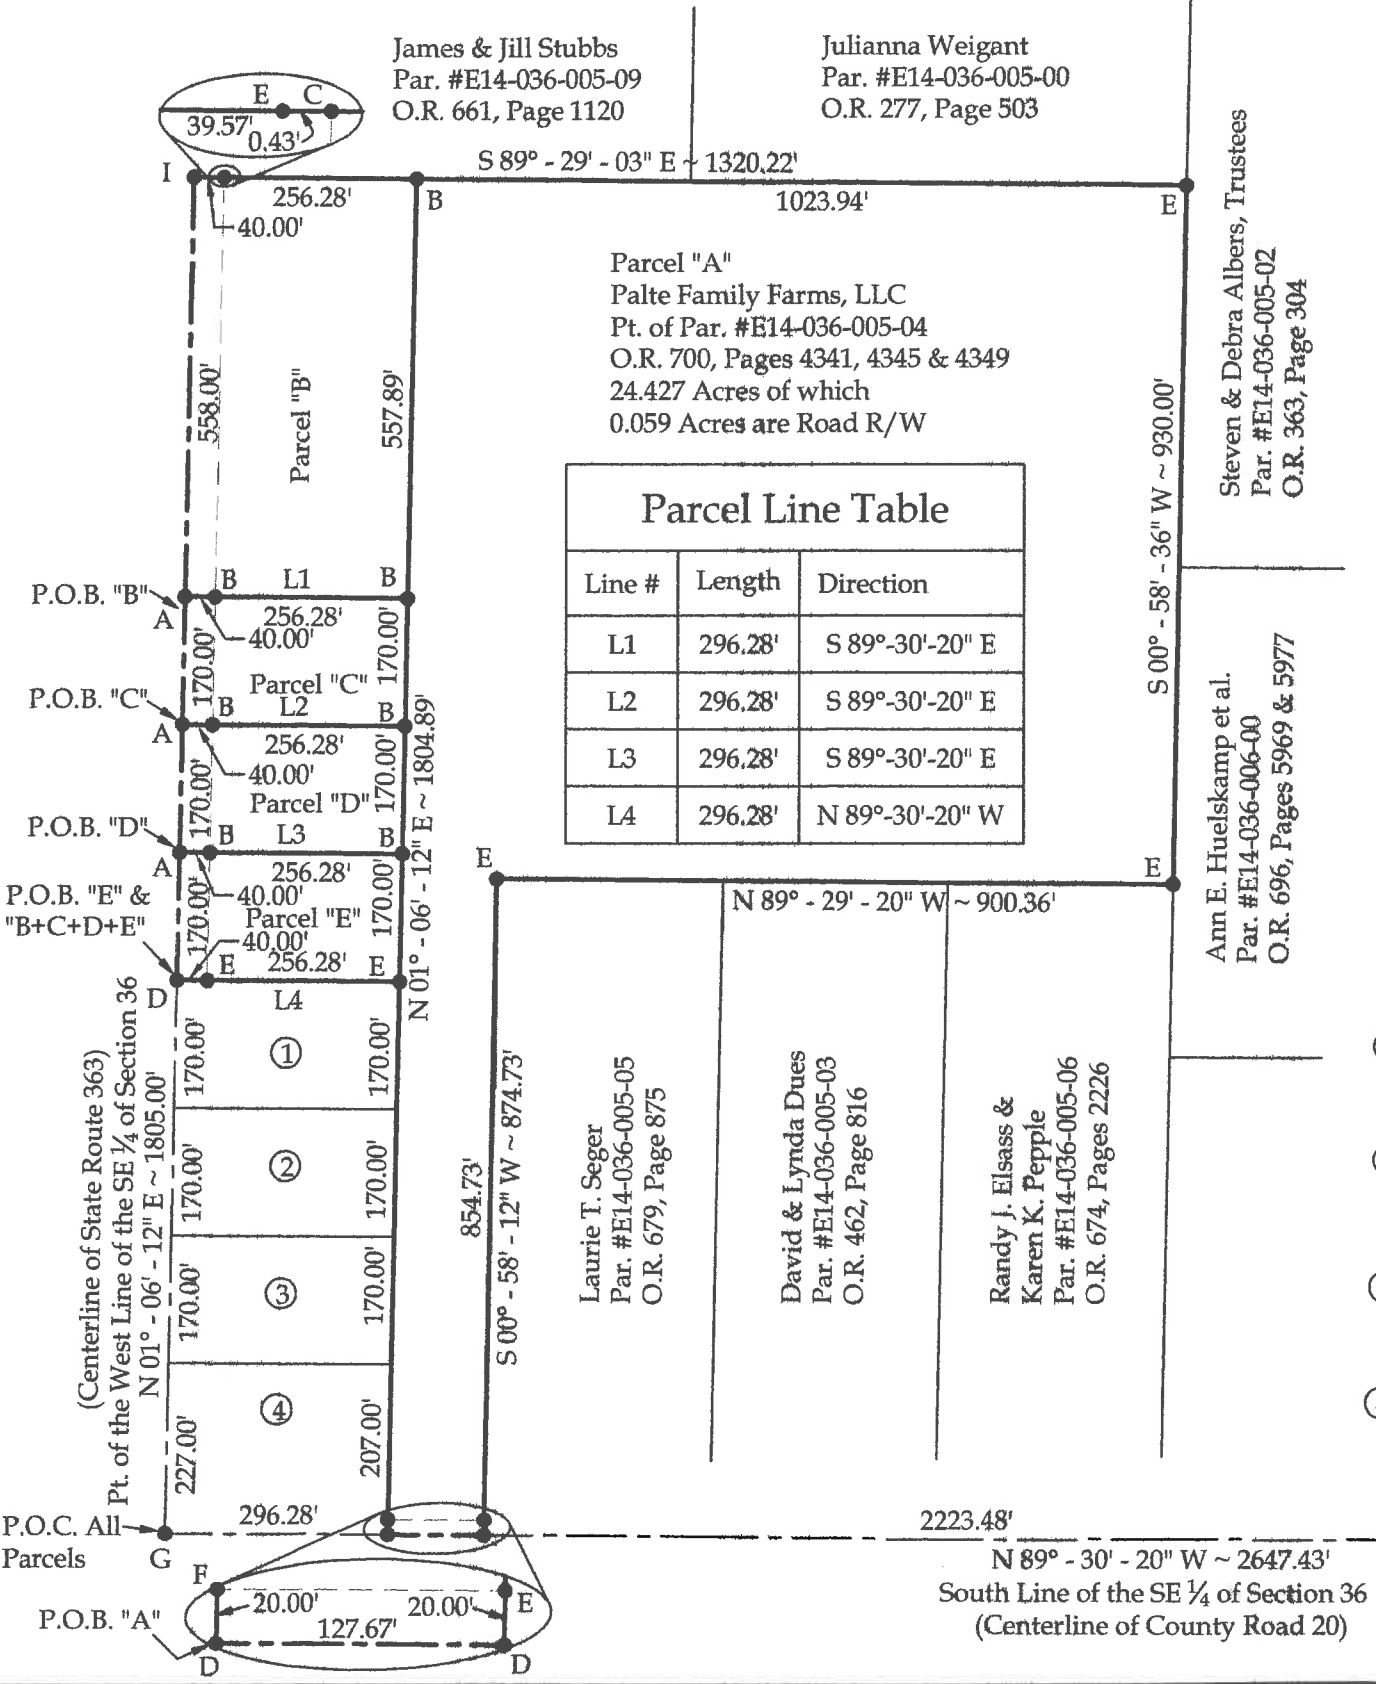 James & Jill Stubbs
Par. #E14-036-005-09
O.R. 661, Page 1120
Julianna Weigant
Par. #E14-036-005-00
O.R. 277, Page 503
E C
39.57'
0.43'
I
S 89° - 29' - 03" E ~ 1320.22'
256.28'
B
1023.94'
E
40.00'
Steven & Debra Albers, Trustees
Par. #E14-036-005-02
O.R. 363, Page 304
Parcel "A"
Palte Family Farms, LLC
Pt. of Par. #E14-036-005-04
O.R. 700, Pages 4341, 4345 & 4349
24.427 Acres of which
0.059 Acres are Road R/W
558.00'
Parcel "B"
557.89'
S 00° - 58' - 36" W ~ 930.00'
Parcel Line Table
Line # Length Direction
L1 296.28' S 89°-30'-20" E
L2 296.28' S 89°-30'-20" E
L3 296.28' S 89°-30'-20" E
L4 296.28' N 89°-30'-20" W
P.O.B. "B"
A
B L1 B
256.28'
40.00'
170.00'
170.00'
Parcel "C"
P.O.B. "C"
A
B L2 B
256.28'
40.00'
170.00'
170.00'
Parcel "D"
P.O.B. "D"
A
B L3 B
256.28'
40.00'
170.00'
170.00'
Parcel "E"
P.O.B. "E" &
"B+C+D+E"
40.00'
D
E 256.28' E
L4
N 01° - 06' - 12" E ~ 1804.89'
Ann E. Huelskamp et al.
Par. #E14-036-006-00
O.R. 696, Pages 5969 & 5977
E
E
N 89° - 29' - 20" W ~ 900.36'
(Centerline of State Route 363)
Pt. of the West Line of the SE ¼ of Section 36
N 01° - 06' - 12" E ~ 1805.00'
170.00'
1
170.00'
170.00'
2
170.00'
170.00'
3
170.00'
227.00'
4
207.00'
854.73'
S 00° - 58' - 12" W ~ 874.73'
Laurie T. Seger
Par. #E14-036-005-05
O.R. 679, Page 875
David & Lynda Dues
Par. #E14-036-005-03
O.R. 462, Page 816
Randy J. Elsass &
Karen K. Pepple
Par. #E14-036-005-06
O.R. 674, Pages 2226
P.O.C. All
Parcels
G
296.28'
2223.48'
N 89° - 30' - 20" W ~ 2647.43'
South Line of the SE ¼ of Section 36
(Centerline of County Road 20)
F
20.00'
20.00'
E
127.67'
P.O.B. "A"
D
D